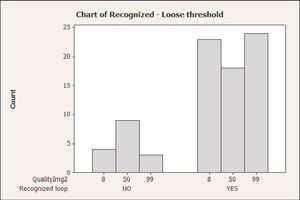 Chart of Recognized - Loose threshold
25
20
15
10
5
0
Count
QualityImg2 8 50 99 8 50 99
Recognized loop NO YES